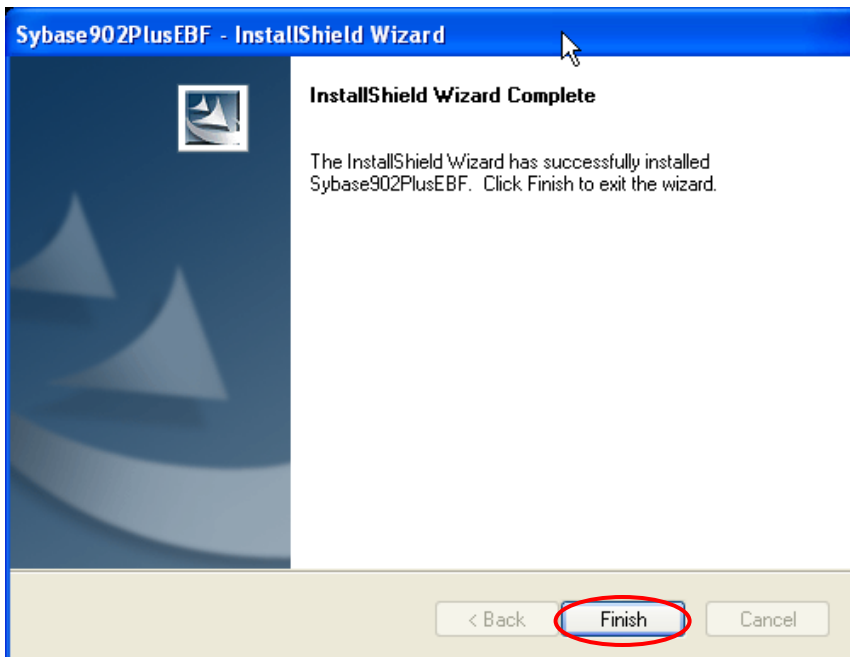 Sybase902PlusEBF - InstallShield Wizard
InstallShield Wizard Complete
The InstallShield Wizard has successfully installed
Sybase902PlusEBF. Click Finish to exit the wizard.
< Back Finish Cancel